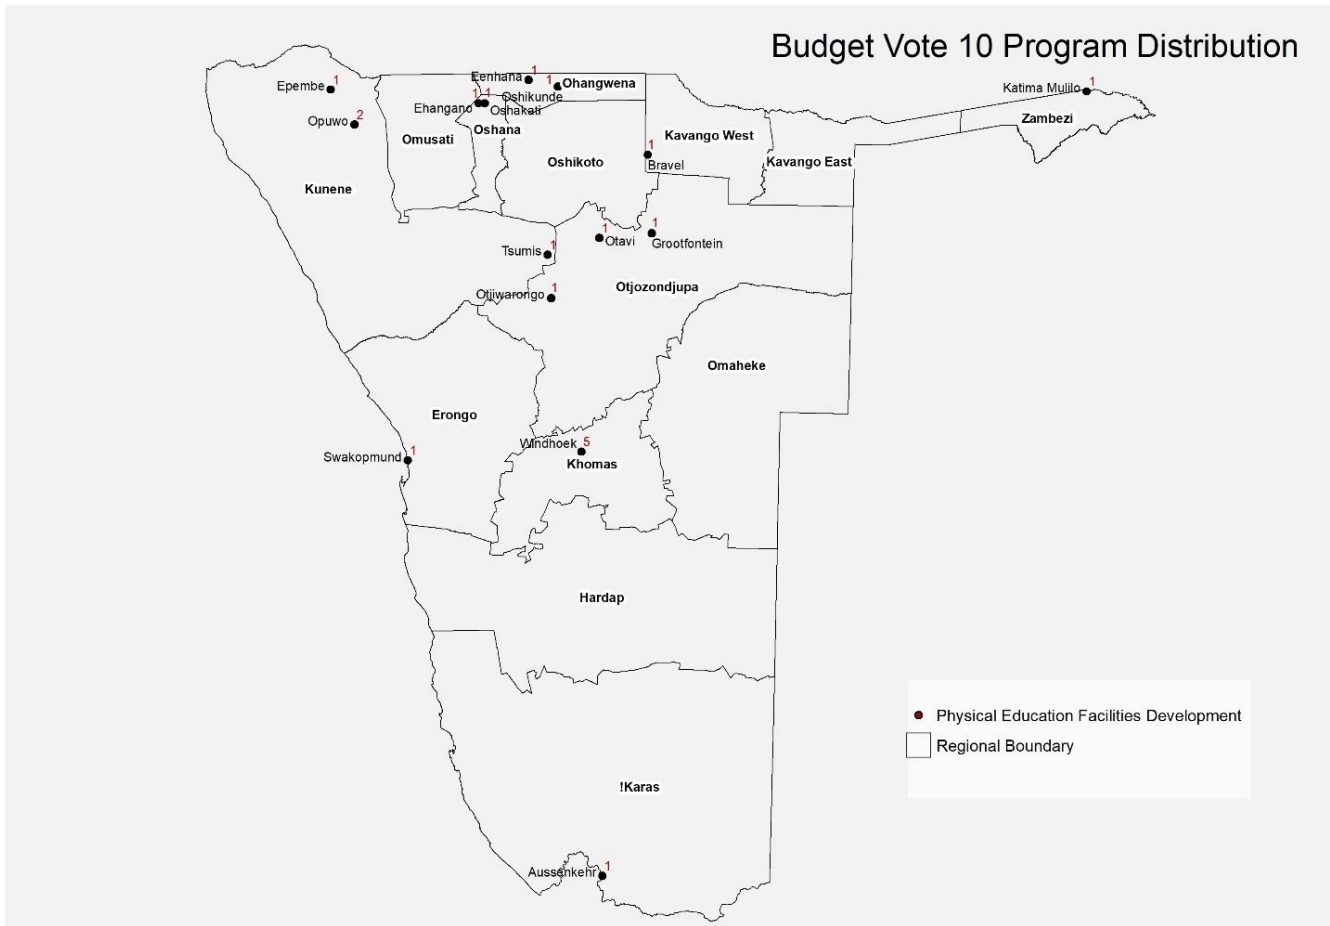 Budget Vote 10 Program Distribution
Epembe 1
Eenhana 1
1 Ohangwena
Katima Mulilo 1
Oshikunde
Ehangano 1
1 Oshakati
Opuwo 2
Zambezi
Oshana
Omusati
Kavango West
Oshikoto
1 Bravel
Kavango East
Kunene
1 Otavi
1 Grootfontein
Tsumis 1
Otjozondjupa
Otjiwarongo 1
Omaheke
Erongo
Windhoek 5
Swakopmund 1
Khomas
Hardap
Physical Education Facilities Development
Regional Boundary
!Karas
Aussenkehr 1